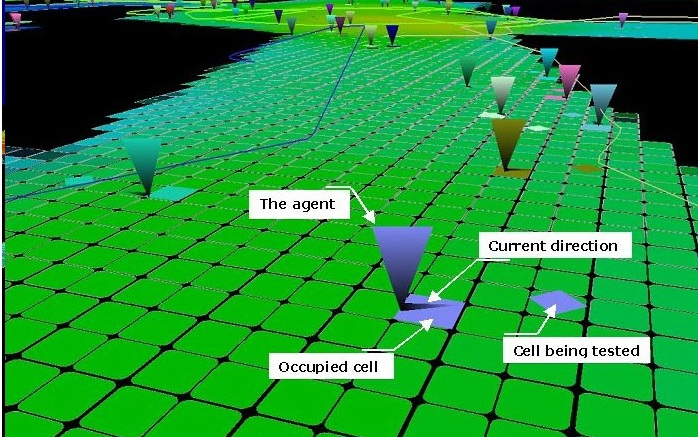 The agent
Current direction
Occupied cell
Cell being tested